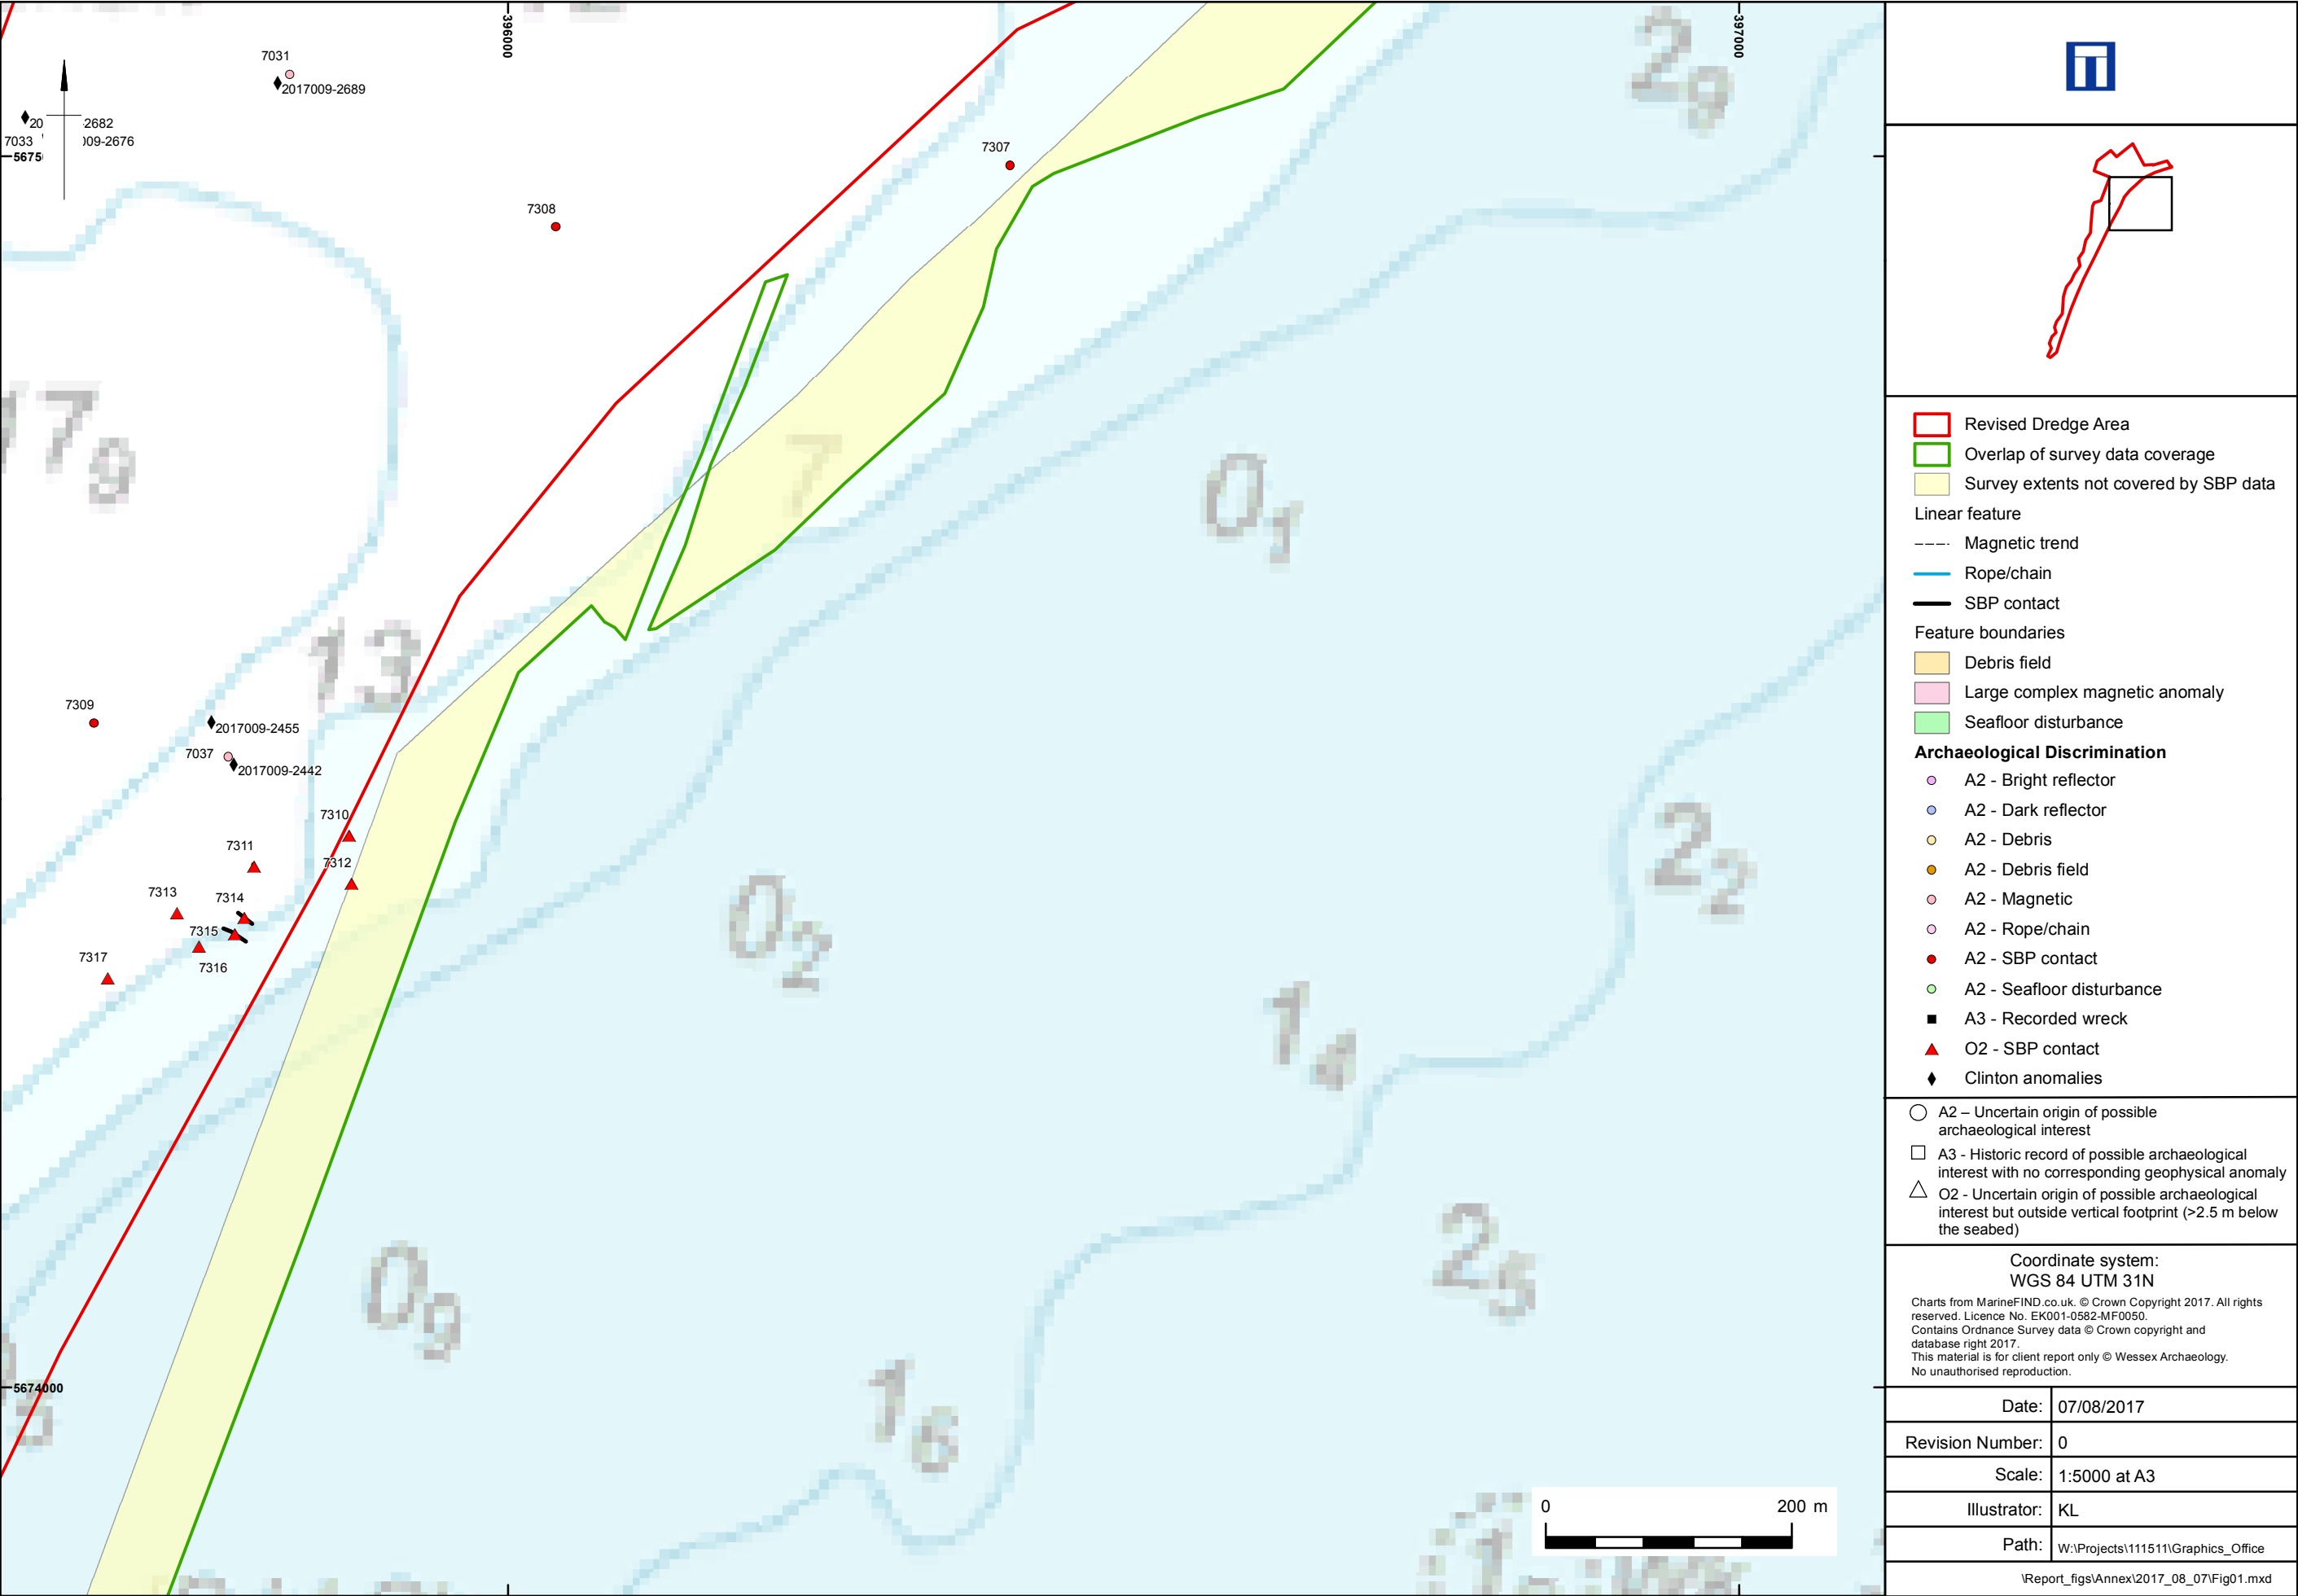 396000
397000
7031
2017009-2689
20
-2682
7033
009-2676
5675
7307
7308
29
179
7
01
13
7309
2017009-2455
7037
2017009-2442
7310
7311
7312
22
7313
7314
02
7315
7317
7316
14
25
09
5674000
5
16
0
200 m
Revised Dredge Area
Overlap of survey data coverage
Survey extents not covered by SBP data
Linear feature
Magnetic trend
Rope/chain
SBP contact
Feature boundaries
Debris field
Large complex magnetic anomaly
Seafloor disturbance
Archaeological Discrimination
A2 - Bright reflector
A2 - Dark reflector
A2 - Debris
A2 - Debris field
A2 - Magnetic
A2 - Rope/chain
A2 - SBP contact
A2 - Seafloor disturbance
A3 - Recorded wreck
O2 - SBP contact
Clinton anomalies
A2 – Uncertain origin of possible
archaeological interest
A3 - Historic record of possible archaeological
interest with no corresponding geophysical anomaly
O2 - Uncertain origin of possible archaeological
interest but outside vertical footprint (>2.5 m below
the seabed)
Coordinate system:
WGS 84 UTM 31N
Charts from MarineFIND.co.uk. © Crown Copyright 2017. All rights
reserved. Licence No. EK001-0582-MF0050.
Contains Ordnance Survey data © Crown copyright and
database right 2017.
This material is for client report only © Wessex Archaeology.
No unauthorised reproduction.
Date: 07/08/2017
Revision Number: 0
Scale: 1:5000 at A3
Illustrator: KL
Path: W:\Projects\111511\Graphics_Office
\Report_figs\Annex\2017_08_07\Fig01.mxd